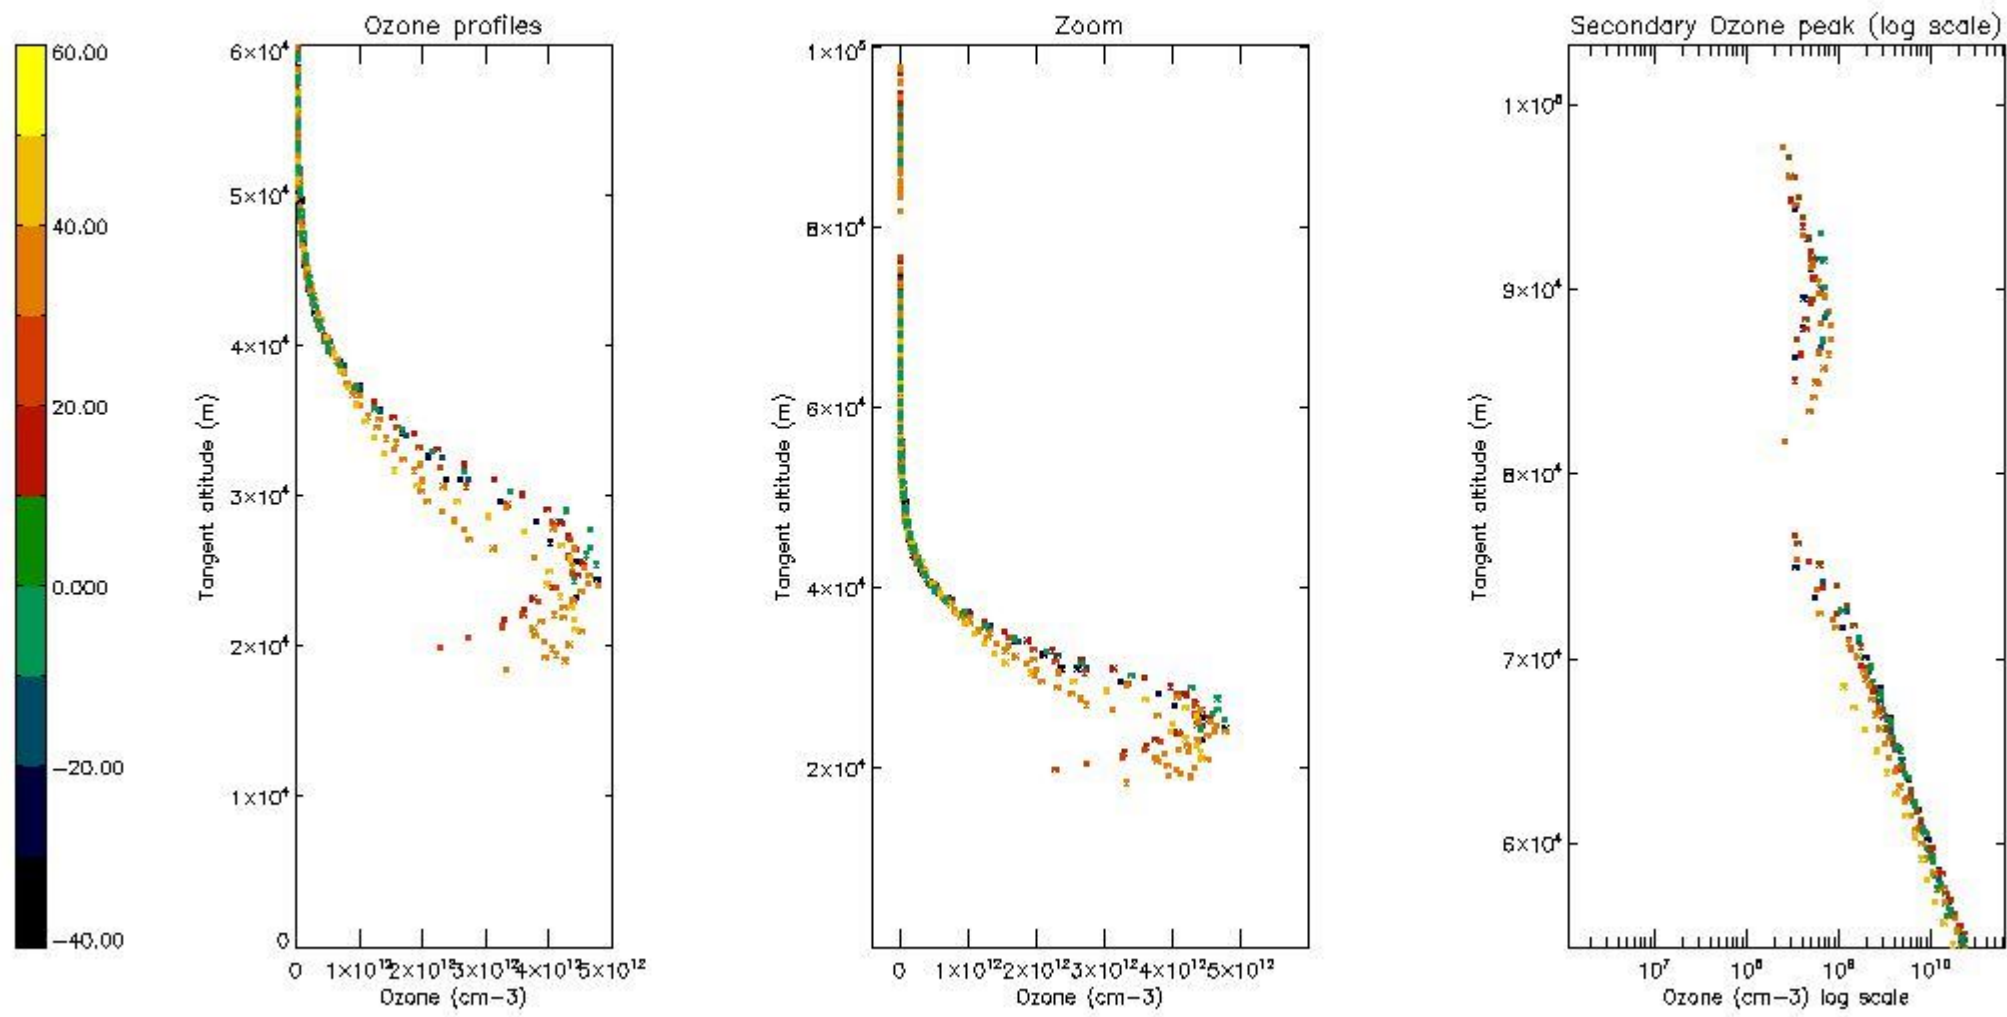 Ozone profiles
Zoom
Secondary Ozone peak (log scale)
60.00
40.00
20.00
0.000
−20.00
−40.00
6×10⁴
5×10⁴
4×10⁴
3×10⁴
2×10⁴
1×10⁴
0
Tangent altitude (m)
0 1×10¹² 2×10¹² 3×10¹² 4×10¹² 5×10¹²
Ozone (cm−3)
1×10⁵
8×10⁴
6×10⁴
4×10⁴
2×10⁴
Tangent altitude (m)
0 1×10¹² 2×10¹² 3×10¹² 4×10¹² 5×10¹²
Ozone (cm−3)
9×10⁴
8×10⁴
7×10⁴
6×10⁴
Tangent altitude (m)
10⁷ 10¹⁰
Ozone (cm−3) log scale